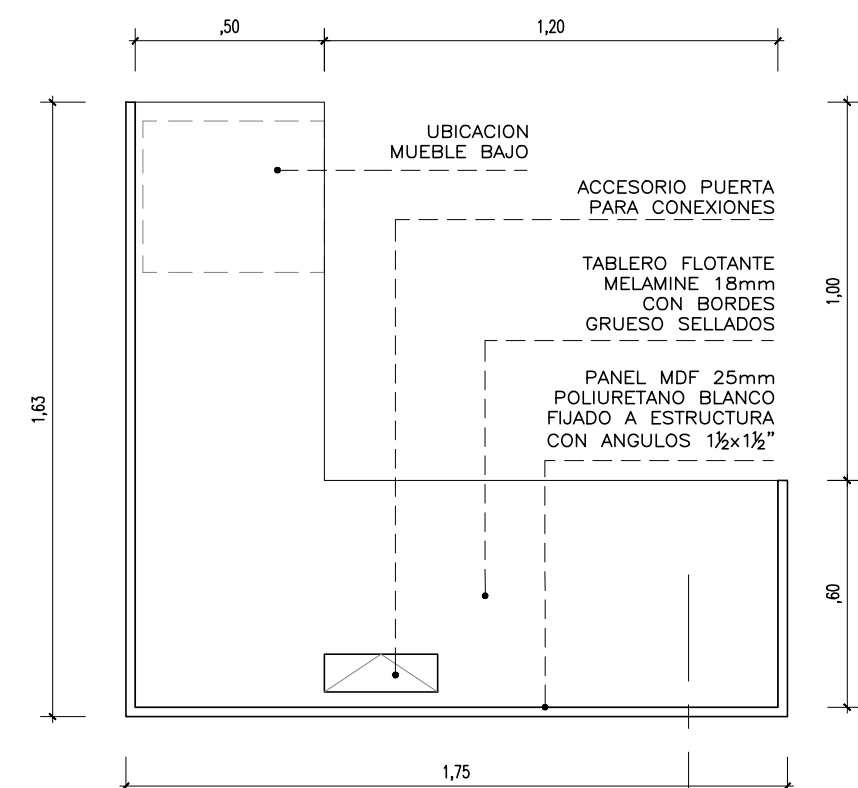 ,50
1,20
UBICACION
MUEBLE BAJO
ACCESORIO PUERTA
PARA CONEXIONES
TABLERO FLOTANTE
MELAMINE 18mm
CON BORDES
GRUESO SELLADOS
1,00
PANEL MDF 25mm
POLIURETANO BLANCO
FIJADO A ESTRUCTURA
CON ANGULOS 1½x1½”
1,63
,60
1,75